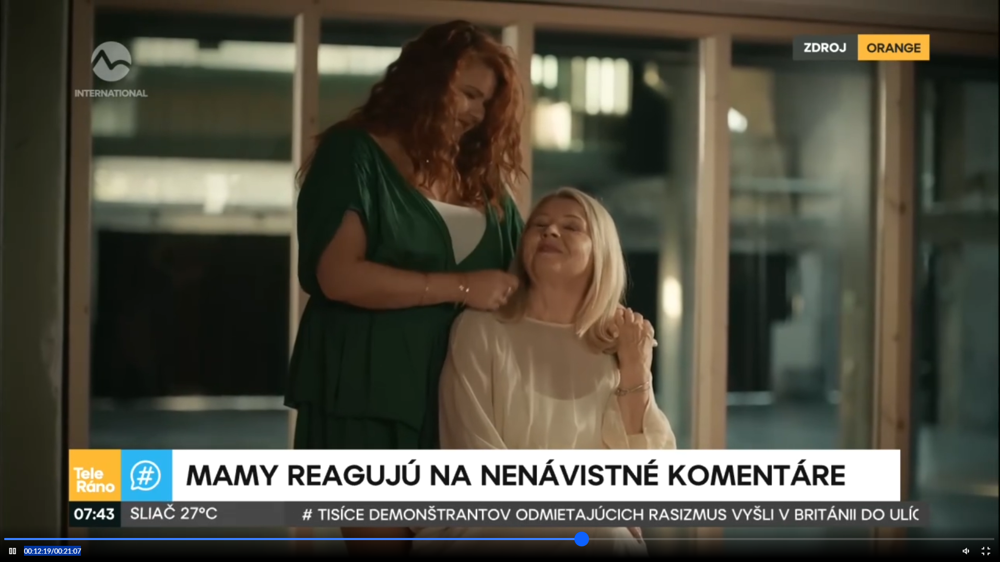 INTERNATIONAL
ZDROJ ORANGE
Tele
Ráno
#
MAMY REAGUJÚ NA NENÁVISTNÉ KOMENTÁRE
07:43 SLIAČ 27°C # TISÍCE DEMONŠTRANTOV ODMIETAJÚCICH RASIZMUS VYŠLI V BRITÁNII DO ULÍC
00:12:19/00:21:07